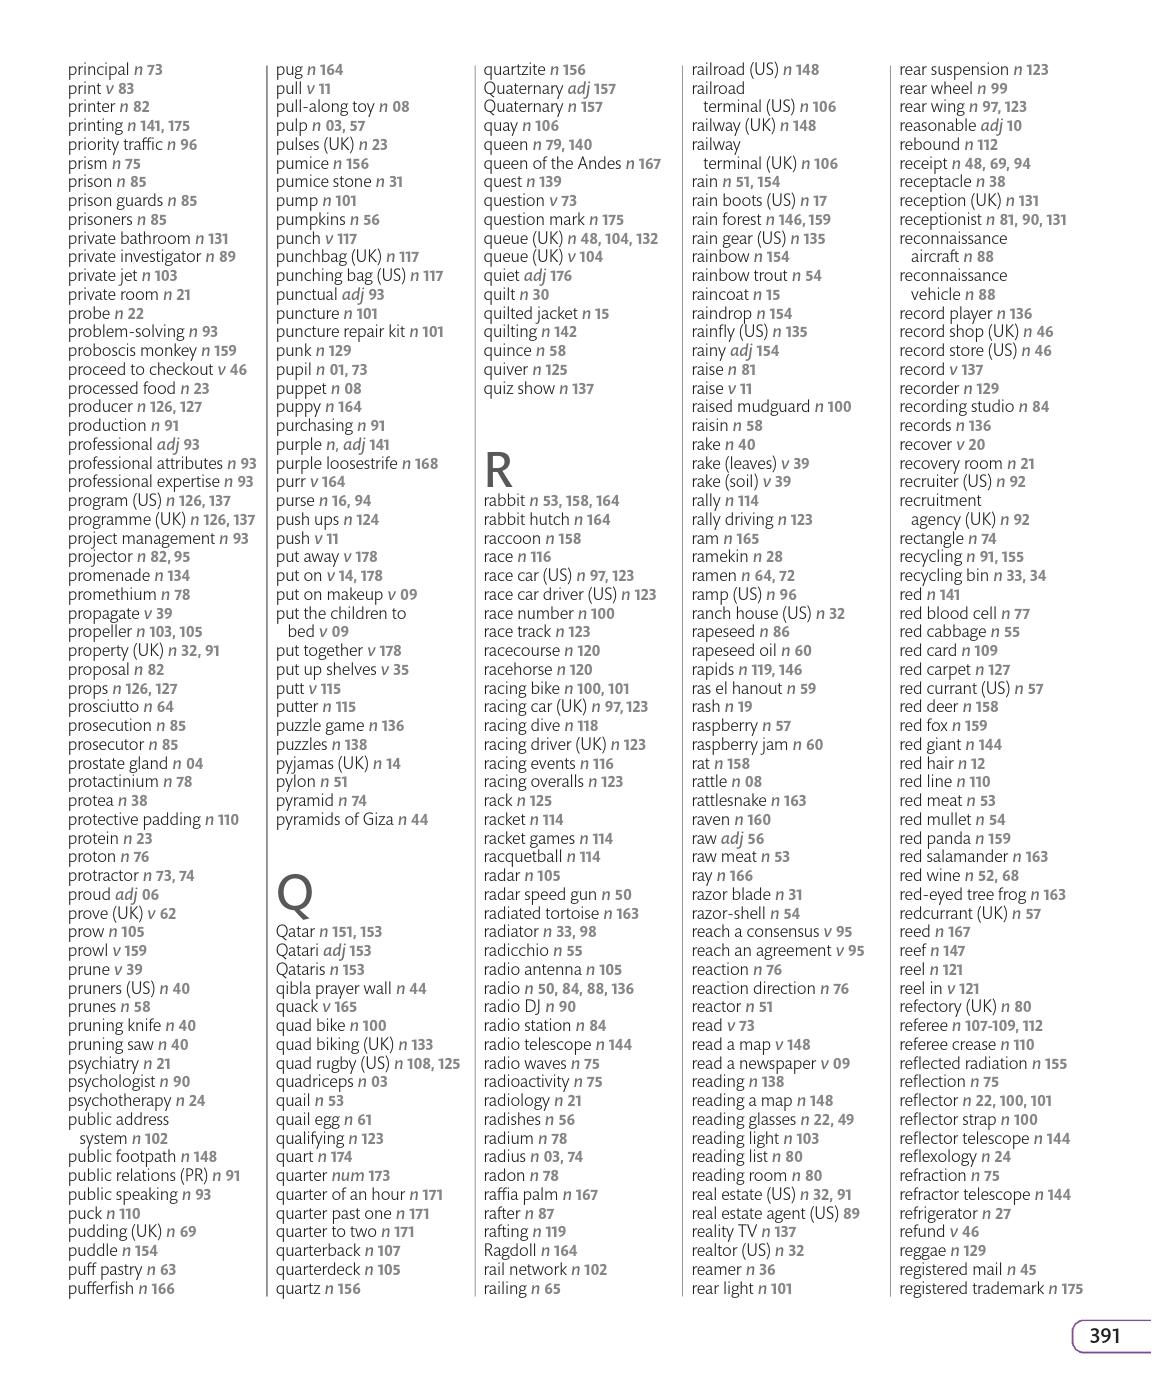 principal n 73
print v 83
printer n 82
printing n 141, 175
priority traffic n 96
prism n 75
prison n 85
prison guards n 85
prisoners n 85
private bathroom n 131
private investigator n 89
private jet n 103
private room n 21
probe n 22
problem-solving n 93
proboscis monkey n 159
proceed to checkout v 46
processed food n 23
producer n 126, 127
production n 91
professional adj 93
professional attributes n 93
professional expertise n 93
program (US) n 126, 137
programme (UK) n 126, 137
project management n 93
projector n 82, 95
promenade n 134
promethium n 78
propagate v 39
propeller n 103, 105
property (UK) n 32, 91
proposal n 82
props n 126, 127
prosciutto n 64
prosecution n 85
prosecutor n 85
prostate gland n 04
protactinium n 78
protea n 38
protective padding n 110
protein n 23
proton n 76
protractor n 73, 74
proud adj 06
prove (UK) v 62
prow n 105
prowl v 159
prune v 39
pruners (US) n 40
prunes n 58
pruning knife n 40
pruning saw n 40
psychiatry n 21
psychologist n 90
psychotherapy n 24
public address
system n 102
public footpath n 148
public relations (PR) n 91
public speaking n 93
puck n 110
pudding (UK) n 69
puddle n 154
puff pastry n 63
pufferfish n 166
pug n 164
pull v 11
pull-along toy n 08
pulp n 03, 57
pulses (UK) n 23
pumice n 156
pumice stone n 31
pump n 101
pumpkins n 56
punch v 117
punchbag (UK) n 117
punching bag (US) n 117
punctual adj 93
puncture n 101
puncture repair kit n 101
punk n 129
pupil n 01, 73
puppet n 08
puppy n 164
purchasing n 91
purple n, adj 141
purple loosestrife n 168
purr v 164
purse n 16, 94
push ups n 124
push v 11
put away v 178
put on v 14, 178
put on makeup v 09
put the children to
bed v 09
put together v 178
put up shelves v 35
putt v 115
putter n 115
puzzle game n 136
puzzles n 138
pyjamas (UK) n 14
pylon n 51
pyramid n 74
pyramids of Giza n 44
Q
Qatar n 151, 153
Qatari adj 153
Qataris n 153
qibla prayer wall n 44
quack v 165
quad bike n 100
quad biking (UK) n 133
quad rugby (US) n 108, 125
quadriceps n 03
quail n 53
quail egg n 61
qualifying n 123
quart n 174
quarter num 173
quarter of an hour n 171
quarter past one n 171
quarter to two n 171
quarterback n 107
quarterdeck n 105
quartz n 156
quartzite n 156
Quaternary adj 157
Quaternary n 157
quay n 106
queen n 79, 140
queen of the Andes n 167
quest n 139
question v 73
question mark n 175
queue (UK) n 48, 104, 132
queue (UK) v 104
quiet adj 176
quilt n 30
quilted jacket n 15
quilting n 142
quince n 58
quiver n 125
quiz show n 137
R
rabbit n 53, 158, 164
rabbit hutch n 164
raccoon n 158
race n 116
race car (US) n 97, 123
race car driver (US) n 123
race number n 100
race track n 123
racecourse n 120
racehorse n 120
racing bike n 100, 101
racing car (UK) n 97, 123
racing dive n 118
racing driver (UK) n 123
racing events n 116
racing overalls n 123
rack n 125
racket n 114
racket games n 114
racquetball n 114
radar n 105
radar speed gun n 50
radiated tortoise n 163
radiator n 33, 98
radicchio n 55
radio antenna n 105
radio n 50, 84, 88, 136
radio DJ n 90
radio station n 84
radio telescope n 144
radio waves n 75
radioactivity n 75
radiology n 21
radishes n 56
radium n 78
radius n 03, 74
radon n 78
raffia palm n 167
rafter n 87
rafting n 119
Ragdoll n 164
rail network n 102
railing n 65
railroad (US) n 148
railroad
terminal (US) n 106
railway (UK) n 148
railway
terminal (UK) n 106
rain n 51, 154
rain boots (US) n 17
rain forest n 146, 159
rain gear (US) n 135
rainbow n 154
rainbow trout n 54
raincoat n 15
raindrop n 154
rainfly (US) n 135
rainy adj 154
raise n 81
raise v 11
raised mudguard n 100
raisin n 58
rake n 40
rake (leaves) v 39
rake (soil) v 39
rally n 114
rally driving n 123
ram n 165
ramekin n 28
ramen n 64, 72
ramp (US) n 96
ranch house (US) n 32
rapeseed n 86
rapeseed oil n 60
rapids n 119, 146
ras el hanout n 59
rash n 19
raspberry n 57
raspberry jam n 60
rat n 158
rattle n 08
rattlesnake n 163
raven n 160
raw adj 56
raw meat n 53
ray n 166
razor blade n 31
razor-shell n 54
reach a consensus v 95
reach an agreement v 95
reaction n 76
reaction direction n 76
reactor n 51
read v 73
read a map v 148
read a newspaper v 09
reading n 138
reading a map n 148
reading glasses n 22, 49
reading light n 103
reading list n 80
reading room n 80
real estate (US) n 32, 91
real estate agent (US) 89
reality TV n 137
realtor (US) n 32
reamer n 36
rear light n 101
rear suspension n 123
rear wheel n 99
rear wing n 97, 123
reasonable adj 10
rebound n 112
receipt n 48, 69, 94
receptacle n 38
reception (UK) n 131
receptionist n 81, 90, 131
reconnaissance
aircraft n 88
reconnaissance
vehicle n 88
record player n 136
record shop (UK) n 46
record store (US) n 46
record v 137
recorder n 129
recording studio n 84
records n 136
recover v 20
recovery room n 21
recruiter (US) n 92
recruitment
agency (UK) n 92
rectangle n 74
recycling n 91, 155
recycling bin n 33, 34
red n 141
red blood cell n 77
red cabbage n 55
red card n 109
red carpet n 127
red currant (US) n 57
red deer n 158
red fox n 159
red giant n 144
red hair n 12
red line n 110
red meat n 53
red mullet n 54
red panda n 159
red salamander n 163
red wine n 52, 68
red-eyed tree frog n 163
redcurrant (UK) n 57
reed n 167
reef n 147
reel n 121
reel in v 121
refectory (UK) n 80
referee n 107-109, 112
referee crease n 110
reflected radiation n 155
reflection n 75
reflector n 22, 100, 101
reflector strap n 100
reflector telescope n 144
reflexology n 24
refraction n 75
refractor telescope n 144
refrigerator n 27
refund v 46
reggae n 129
registered mail n 45
registered trademark n 175
391